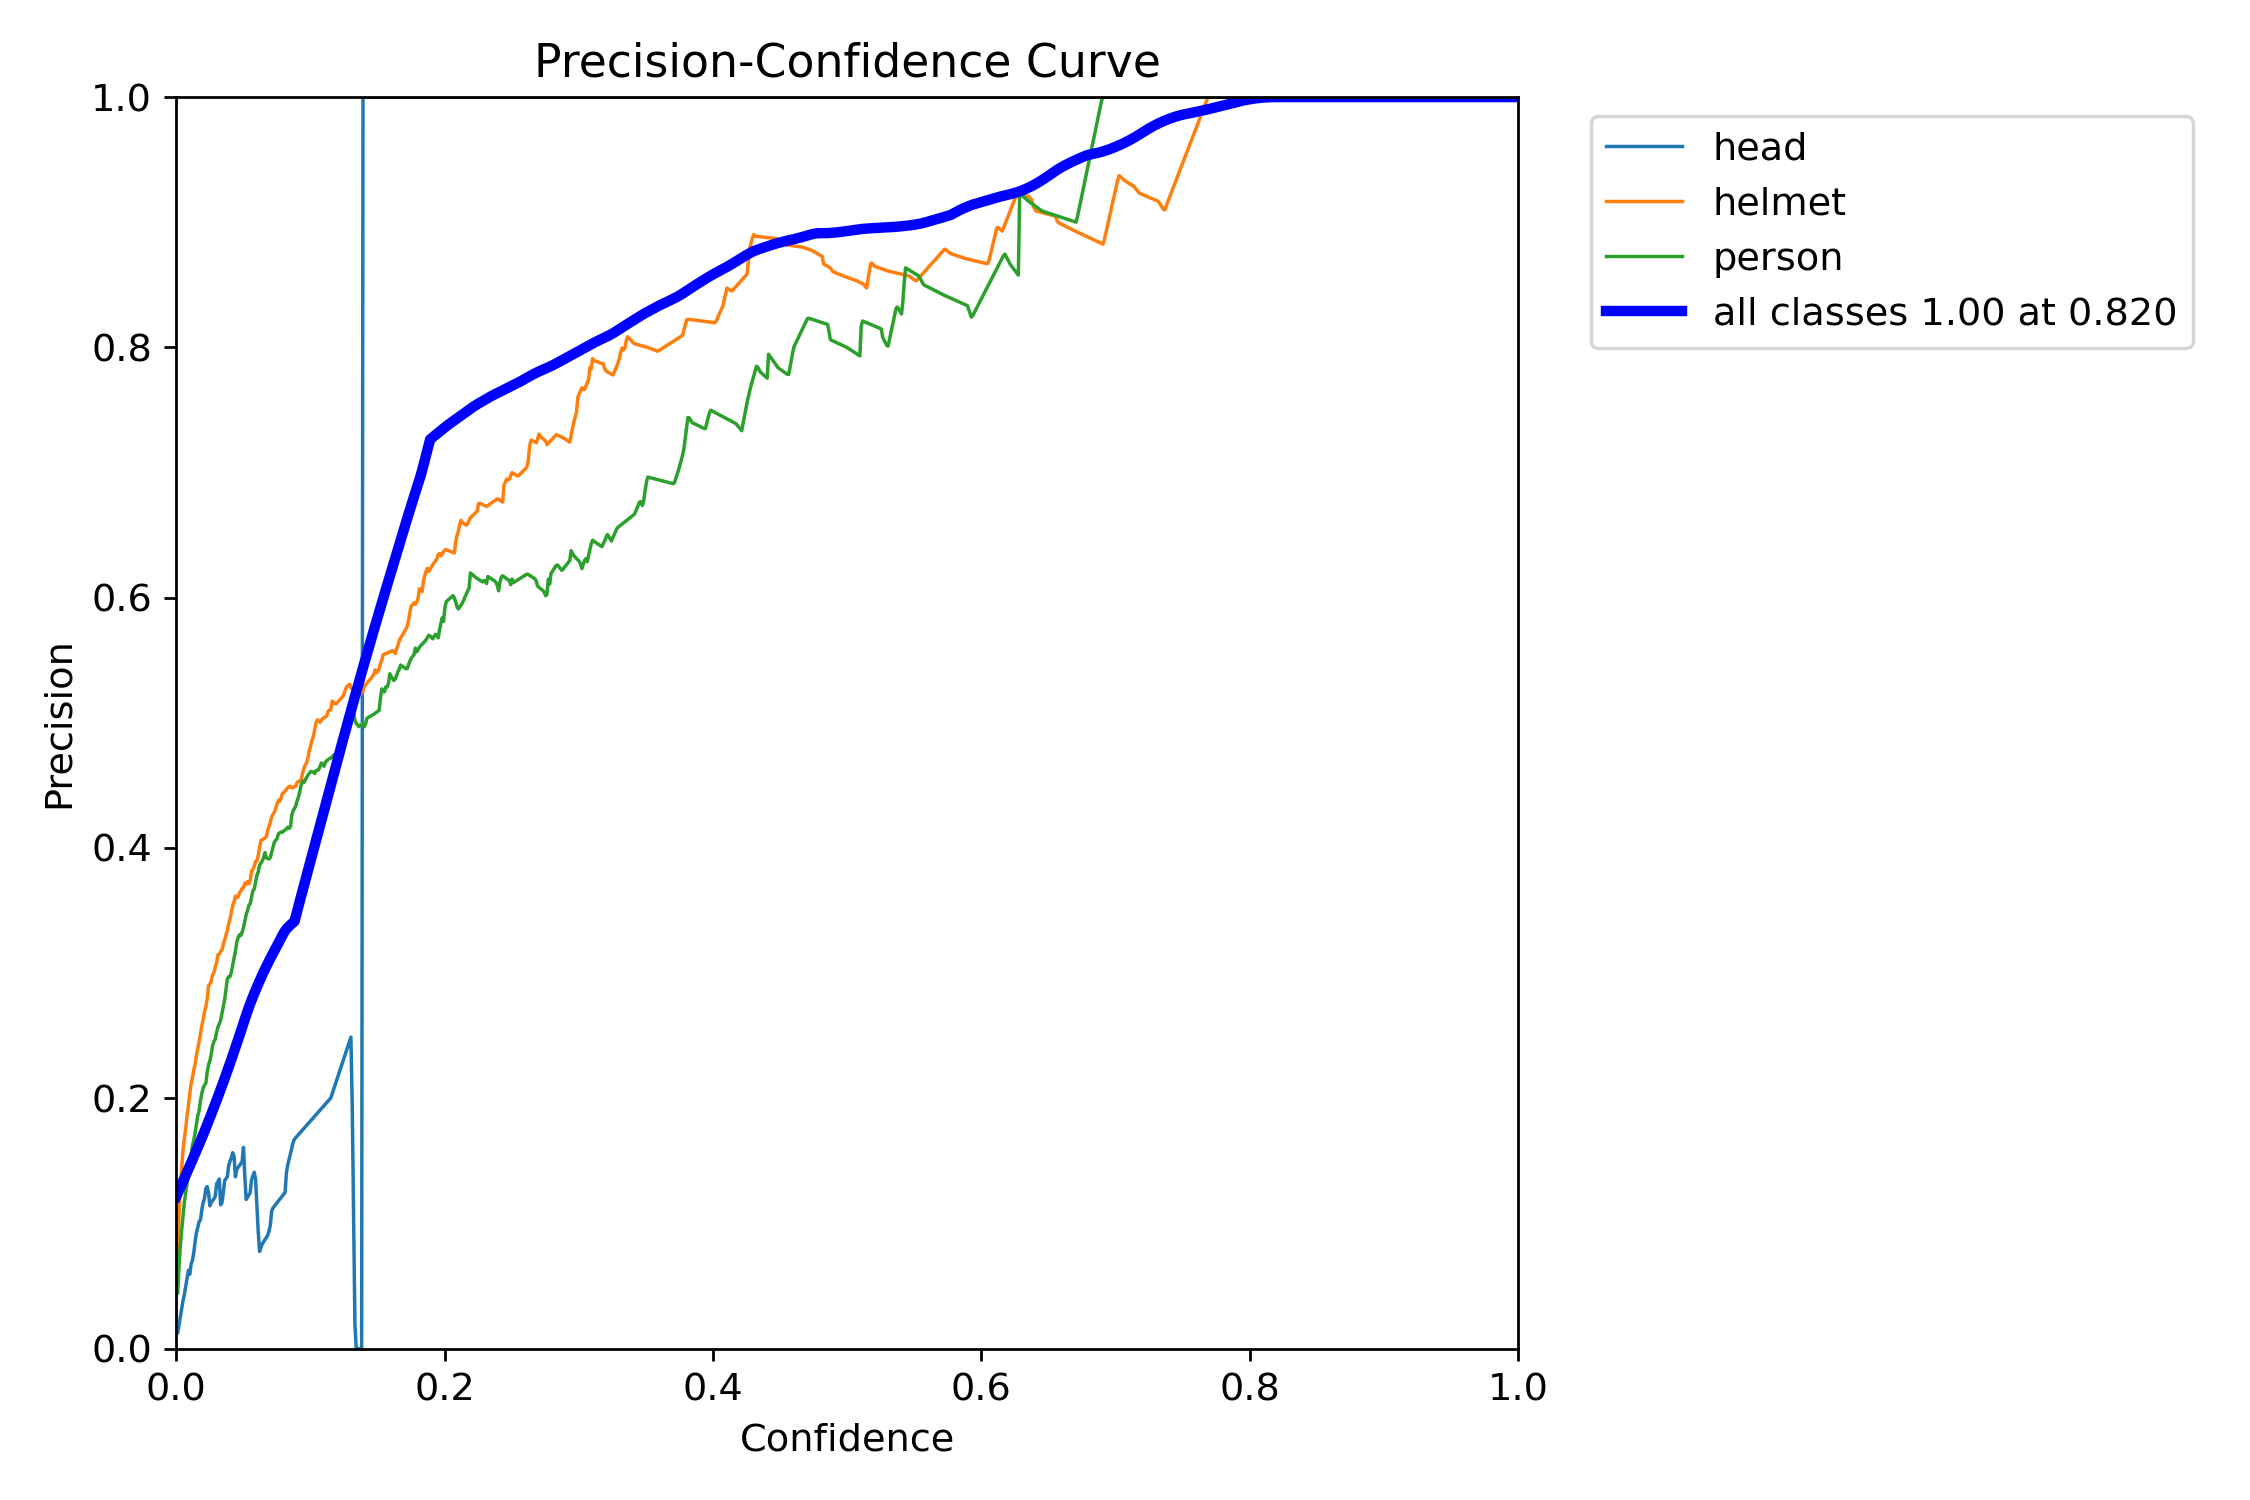 Precision-Confidence Curve
1.0
0.8
0.6
0.4
0.2
0.0
Precision
0.0 0.2 0.4 0.6 0.8 1.0
Confidence
head
helmet
person
all classes 1.00 at 0.820